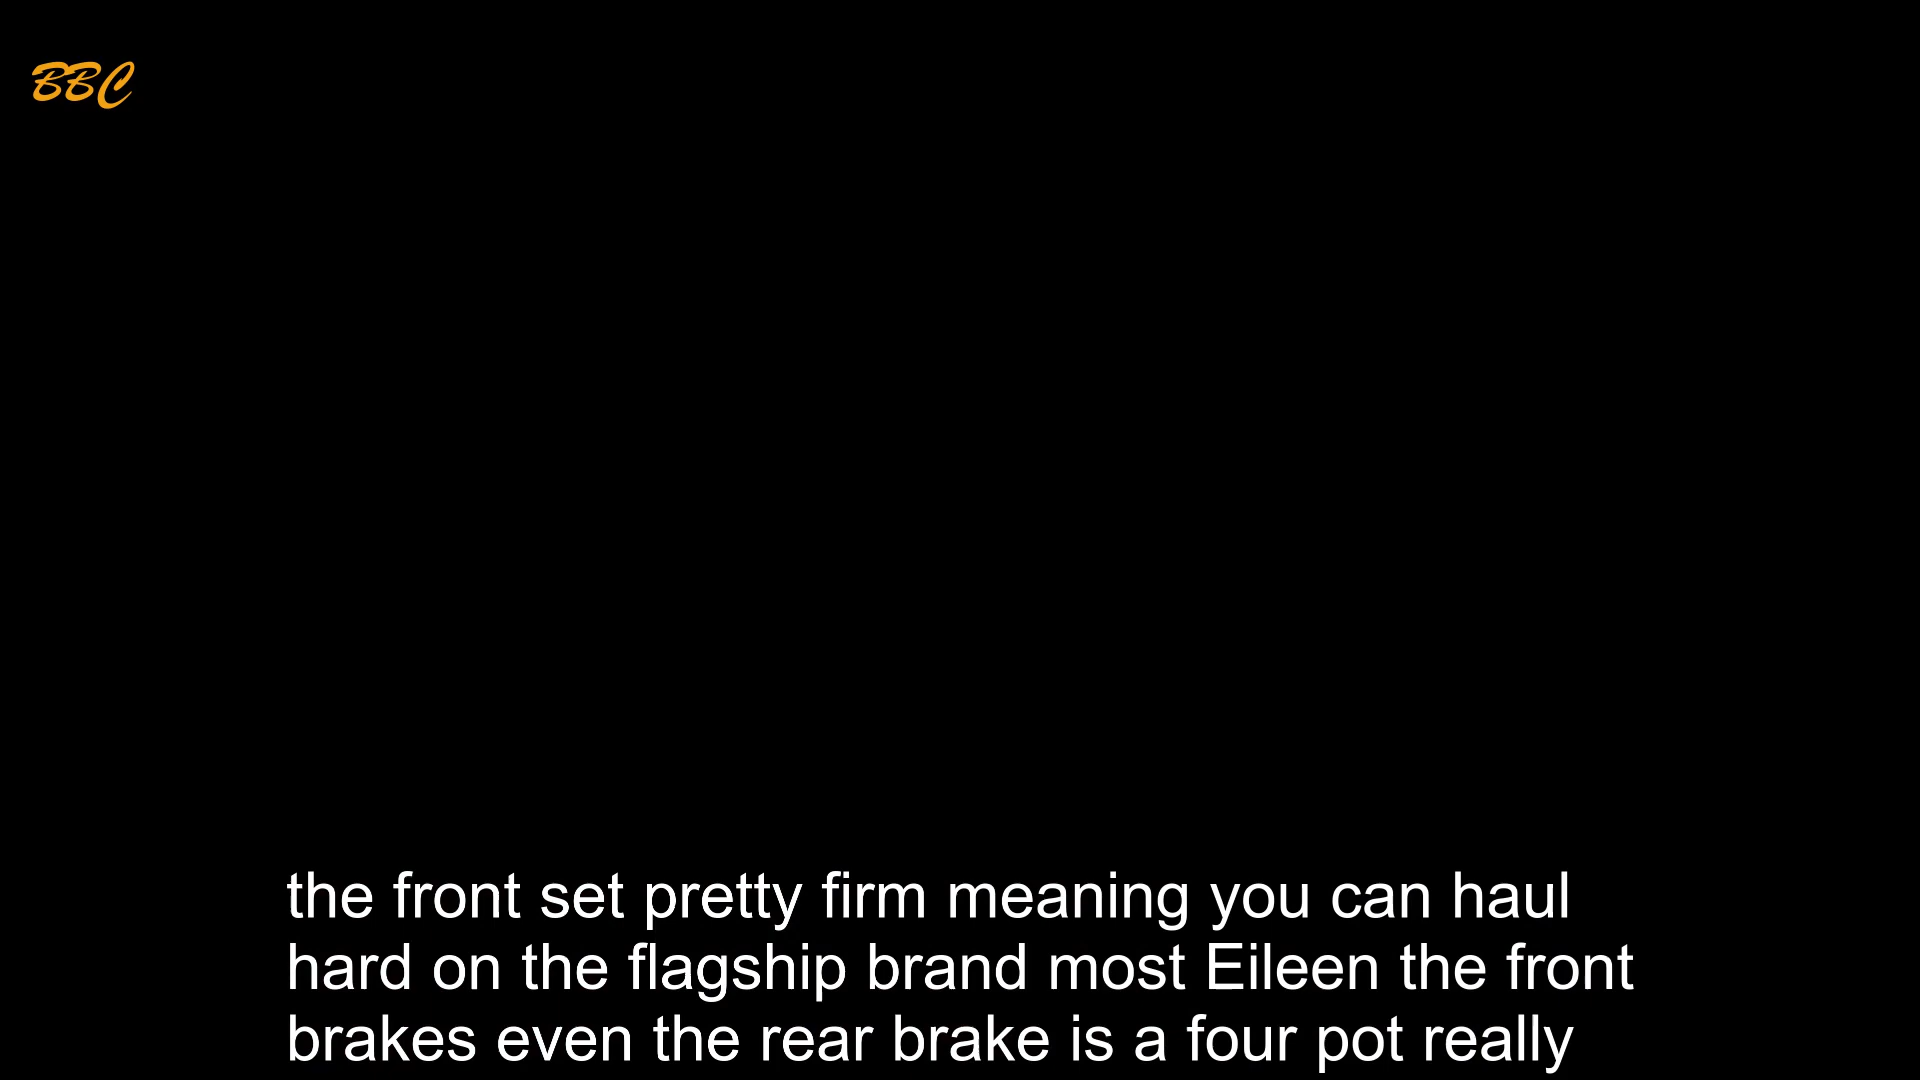 BBC
the front set pretty firm meaning you can haul
hard on the flagship brand most Eileen the front
brakes even the rear brake is a four pot really